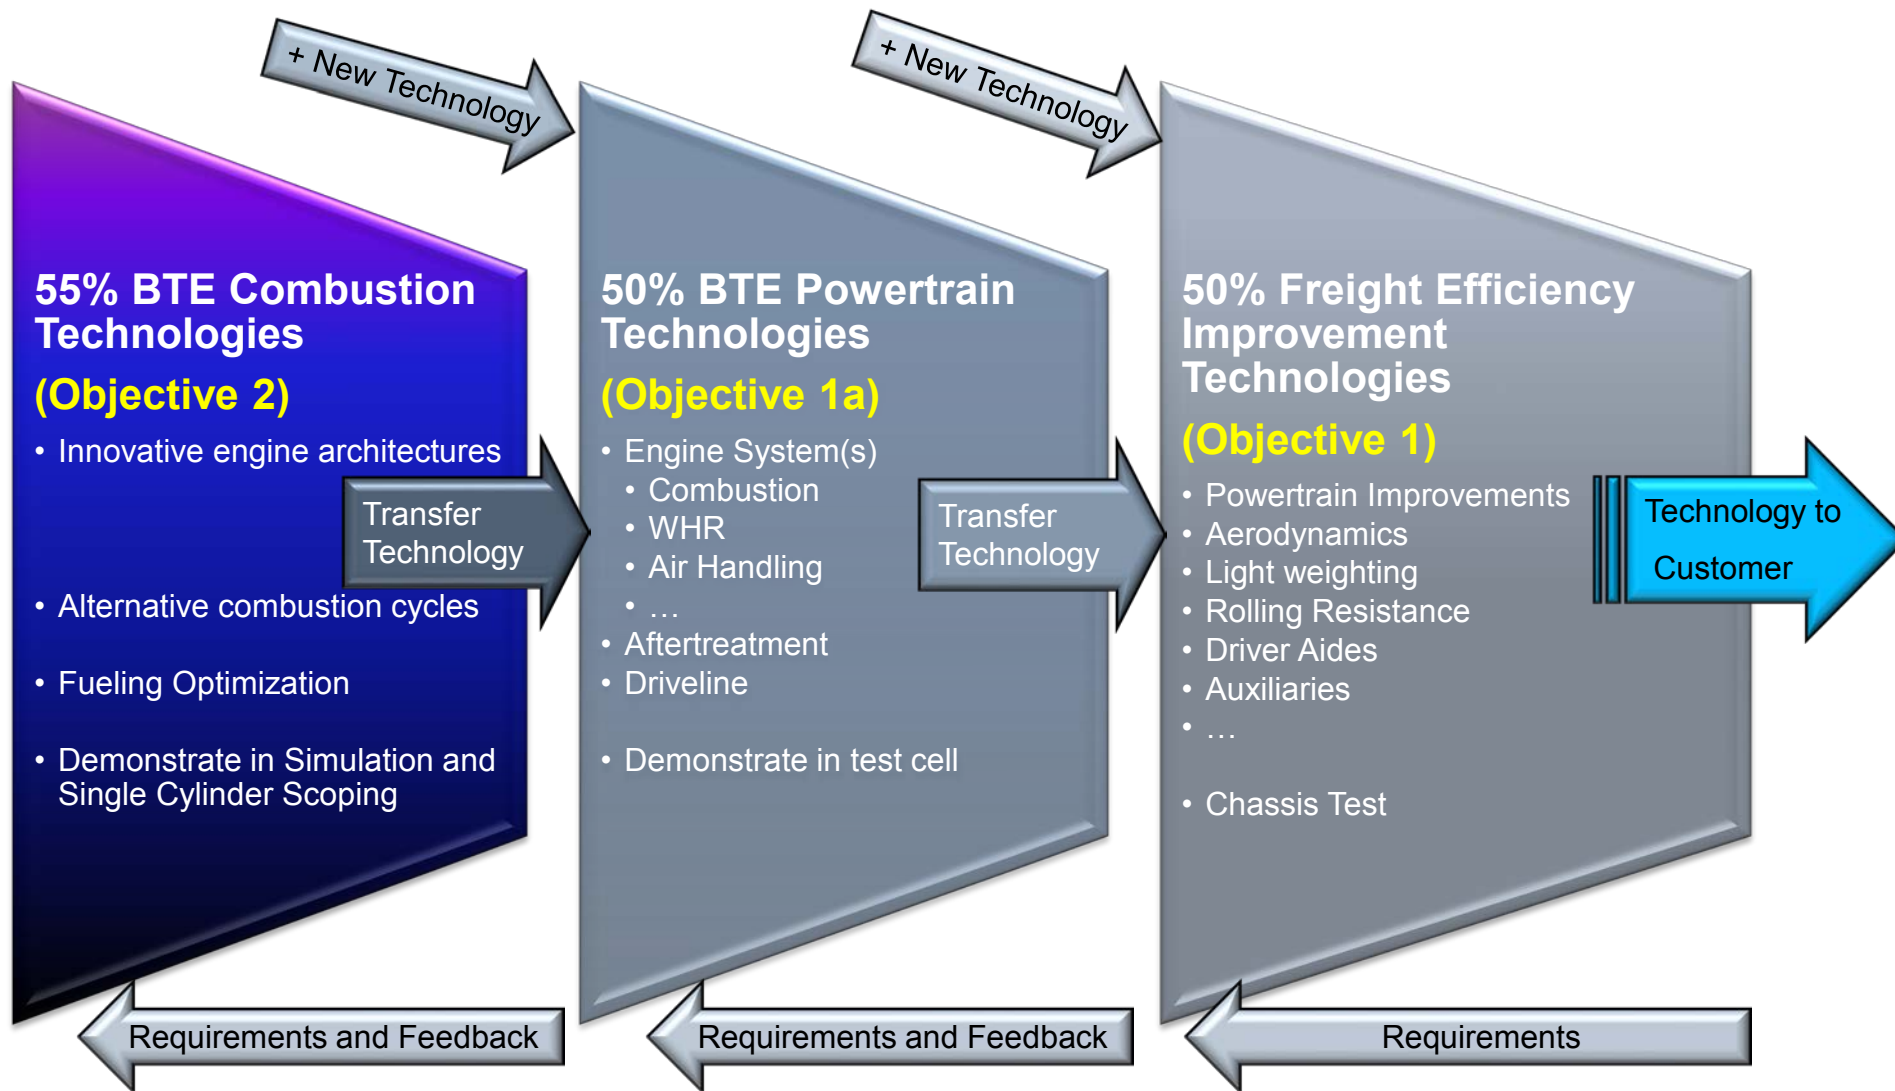 + New Technology
+ New Technology
55% BTE Combustion
Technologies
(Objective 2)
• Innovative engine architectures
• Alternative combustion cycles
• Fueling Optimization
• Demonstrate in Simulation and
Single Cylinder Scoping
Transfer
Technology
50% BTE Powertrain
Technologies
(Objective 1a)
• Engine System(s)
• Combustion
• WHR
• Air Handling
• …
• Aftertreatment
• Driveline
• Demonstrate in test cell
Transfer
Technology
50% Freight Efficiency
Improvement
Technologies
(Objective 1)
• Powertrain Improvements
• Aerodynamics
• Light weighting
• Rolling Resistance
• Driver Aides
• Auxiliaries
• …
• Chassis Test
Technology to
Customer
Requirements and Feedback
Requirements and Feedback
Requirements